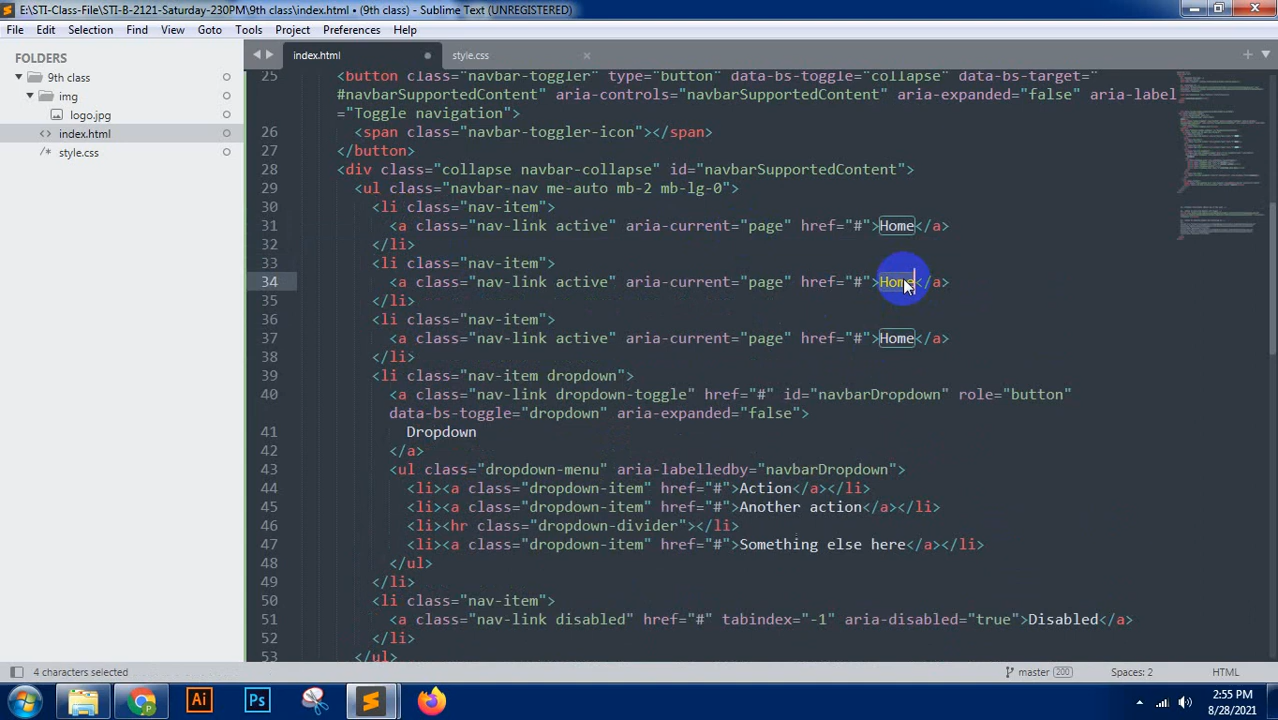 E:\STI-Class-File\STI-B-2121-Saturday-230PM\9th class\index.html • (9th class) - Sublime Text (UNREGISTERED)
File Edit Selection Find View Goto Tools Project Preferences Help
FOLDERS
9th class
img
logo.jpg
index.html
style.css
index.html
style.css
25 <button class="navbar-toggler" type="button" data-bs-toggle="collapse" data-bs-target="
#navbarSupportedContent" aria-controls="navbarSupportedContent" aria-expanded="false" aria-label
="Toggle navigation">
26 <span class="navbar-toggler-icon"></span>
27 </button>
28 <div class="collapse navbar-collapse" id="navbarSupportedContent">
29 <ul class="navbar-nav me-auto mb-2 mb-lg-0">
30 <li class="nav-item">
31 <a class="nav-link active" aria-current="page" href="#">Home</a>
32 </li>
33 <li class="nav-item">
34 <a class="nav-link active" aria-current="page" href="#">Home</a>
35 </li>
36 <li class="nav-item">
37 <a class="nav-link active" aria-current="page" href="#">Home</a>
38 </li>
39 <li class="nav-item dropdown">
40 <a class="nav-link dropdown-toggle" href="#" id="navbarDropdown" role="button"
data-bs-toggle="dropdown" aria-expanded="false">
41 Dropdown
42 </a>
43 <ul class="dropdown-menu" aria-labelledby="navbarDropdown">
44 <li><a class="dropdown-item" href="#">Action</a></li>
45 <li><a class="dropdown-item" href="#">Another action</a></li>
46 <li><hr class="dropdown-divider"></li>
47 <li><a class="dropdown-item" href="#">Something else here</a></li>
48 </ul>
49 </li>
50 <li class="nav-item">
51 <a class="nav-link disabled" href="#" tabindex="-1" aria-disabled="true">Disabled</a>
52 </li>
53 </ul>
4 characters selected
master 200
Spaces: 2
HTML
Ai
Ps
2:55 PM
8/28/2021